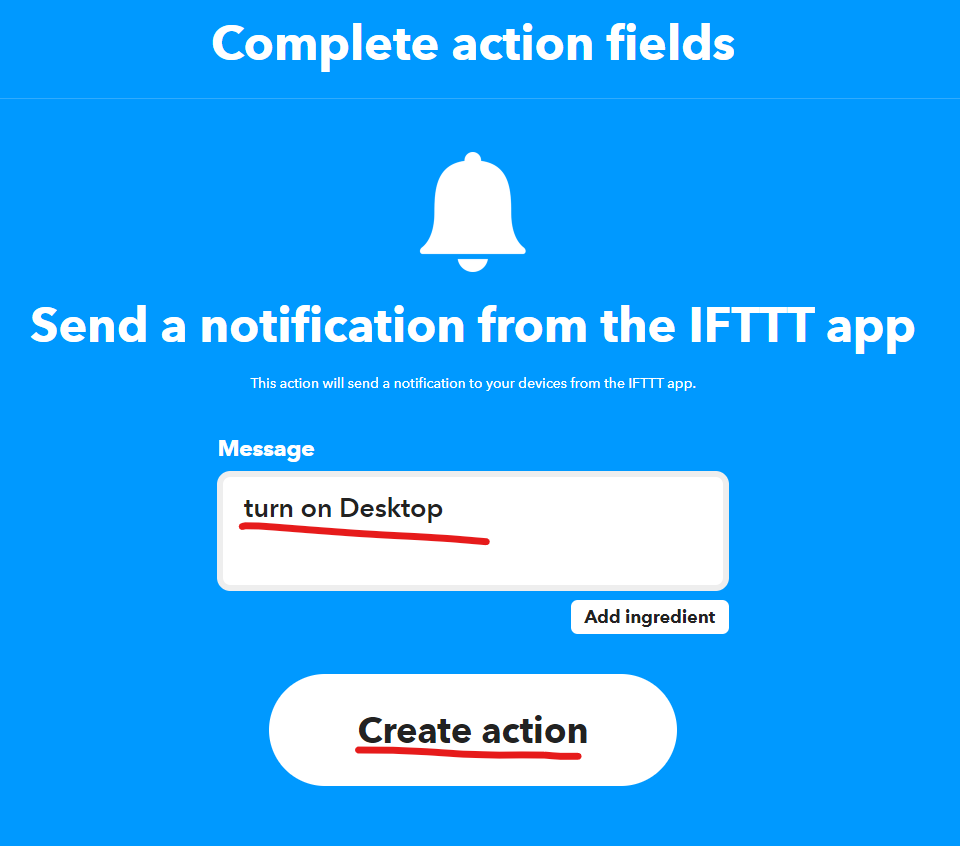 Complete action fields
Send a notification from the IFTTT app
This action will send a notification to your devices from the IFTTT app.
Message
turn on Desktop
Add ingredient
Create action